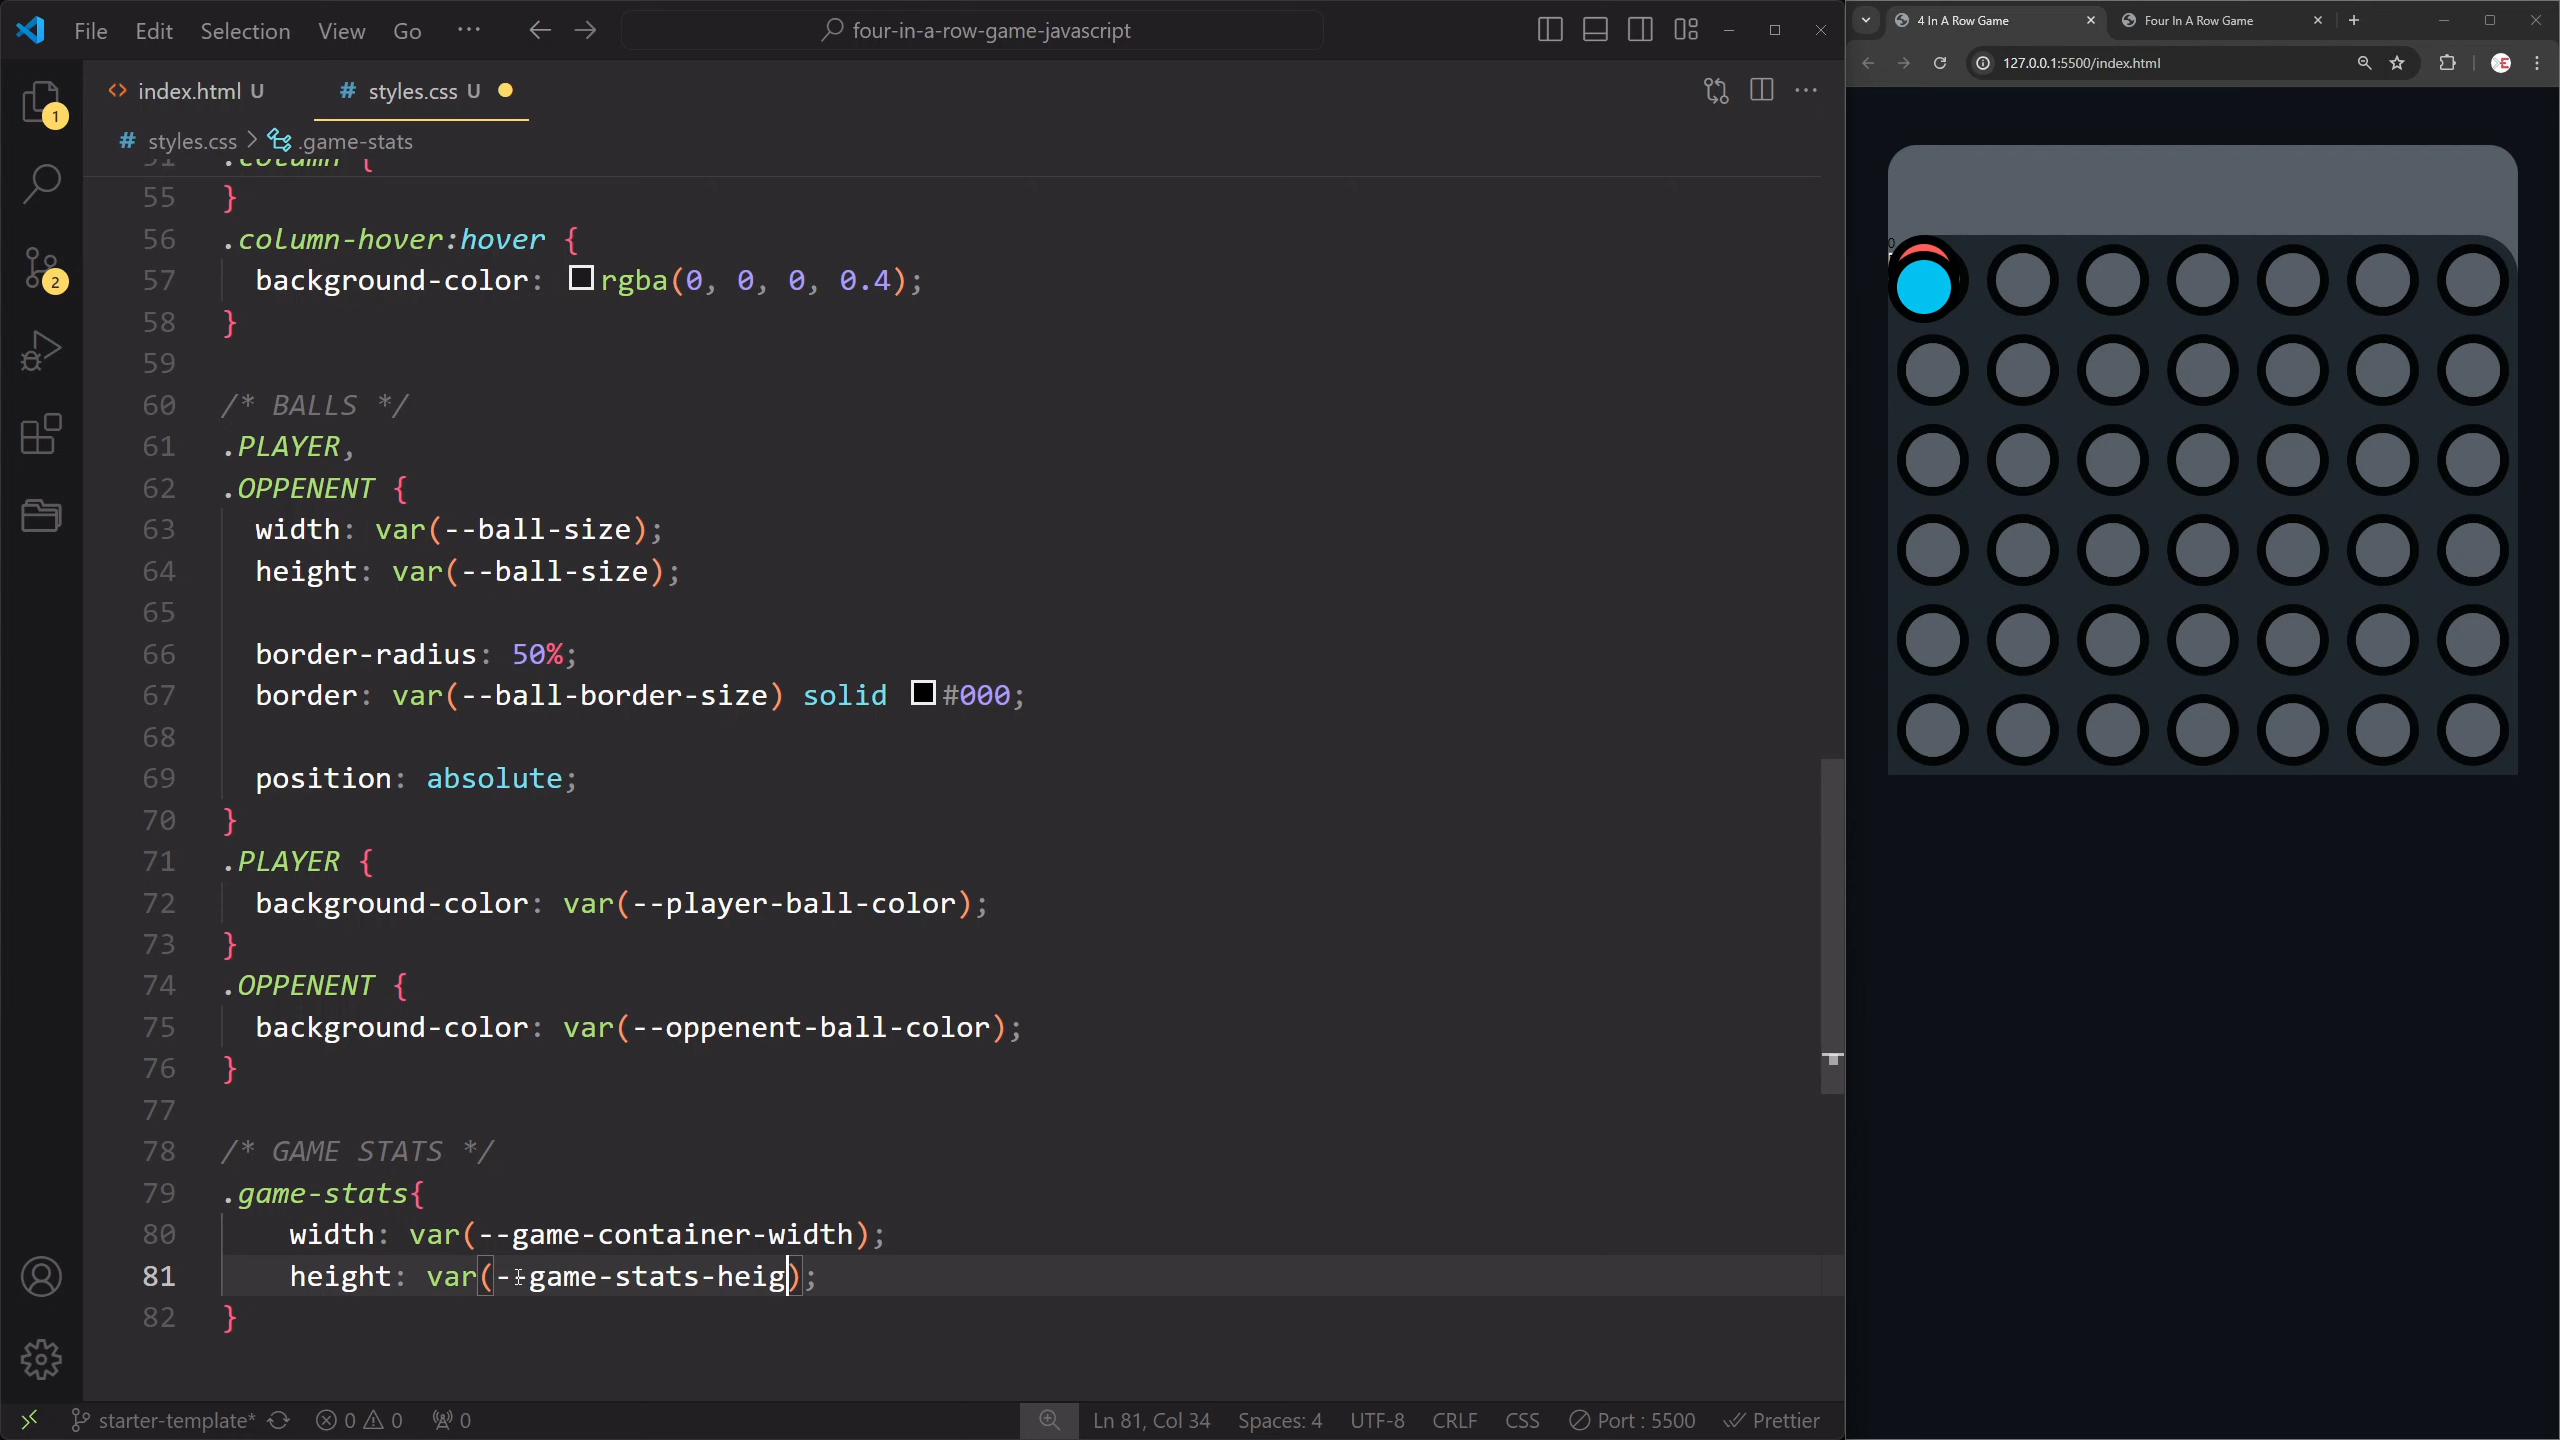 File Edit Selection View Go ··· four-in-a-row-game-javascript
index.html U # styles.css U
# styles.css > .game-stats
51 .column {
55 }
56 .column-hover:hover {
57 background-color: rgba(0, 0, 0, 0.4);
58 }
59
60 /* BALLS */
61 .PLAYER,
62 .OPPENENT {
63 width: var(--ball-size);
64 height: var(--ball-size);
65
66 border-radius: 50%;
67 border: var(--ball-border-size) solid #000;
68
69 position: absolute;
70 }
71 .PLAYER {
72 background-color: var(--player-ball-color);
73 }
74 .OPPENENT {
75 background-color: var(--oppenent-ball-color);
76 }
77
78 /* GAME STATS */
79 .game-stats{
80 width: var(--game-container-width);
81 height: var(--game-stats-heig);
82 }
1
2
starter-template* 0 0 0 Ln 81, Col 34 Spaces: 4 UTF-8 CRLF CSS Port : 5500 Prettier
4 In A Row Game Four In A Row Game
127.0.0.1:5500/index.html
0